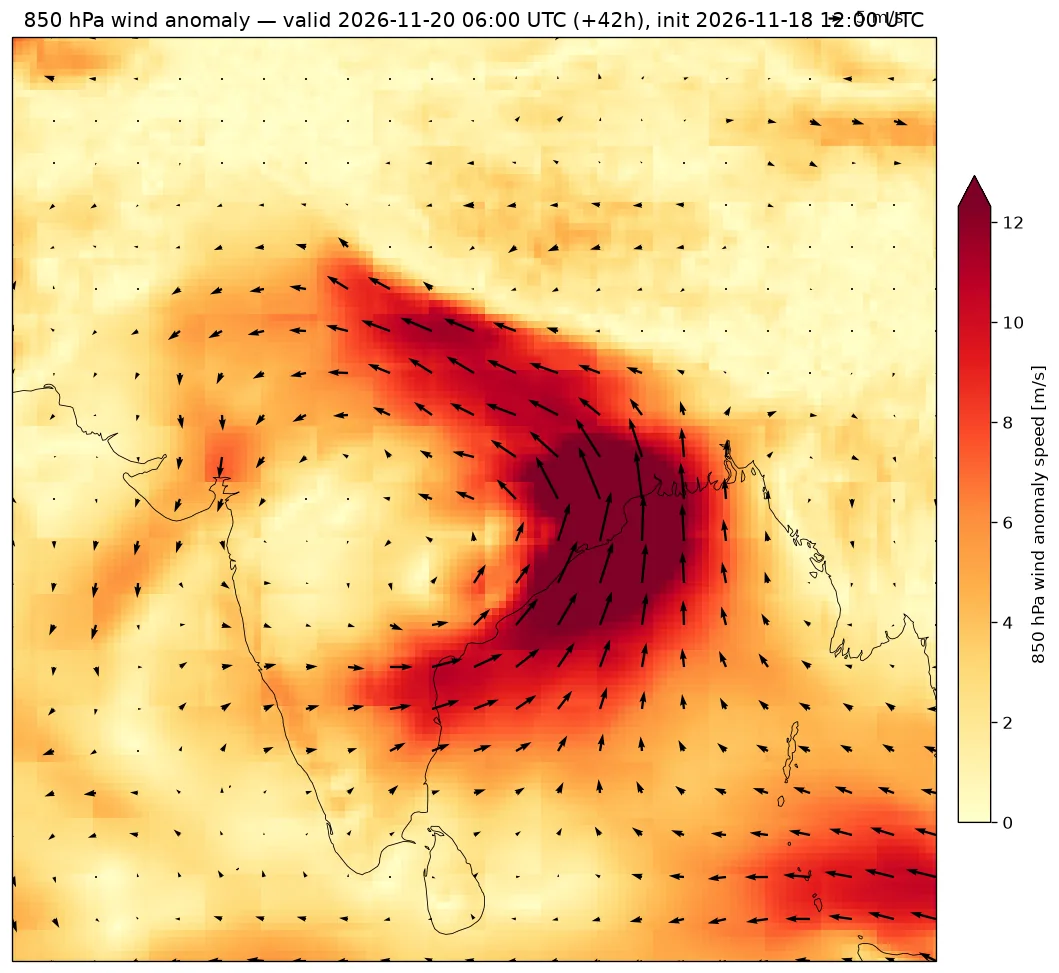 850 hPa wind anomaly — valid 2026-11-20 06:00 UTC (+42h), init 2026-11-18 12:00 UTC
5 m/s
12
10
8
6
4
2
0
850 hPa wind anomaly speed [m/s]